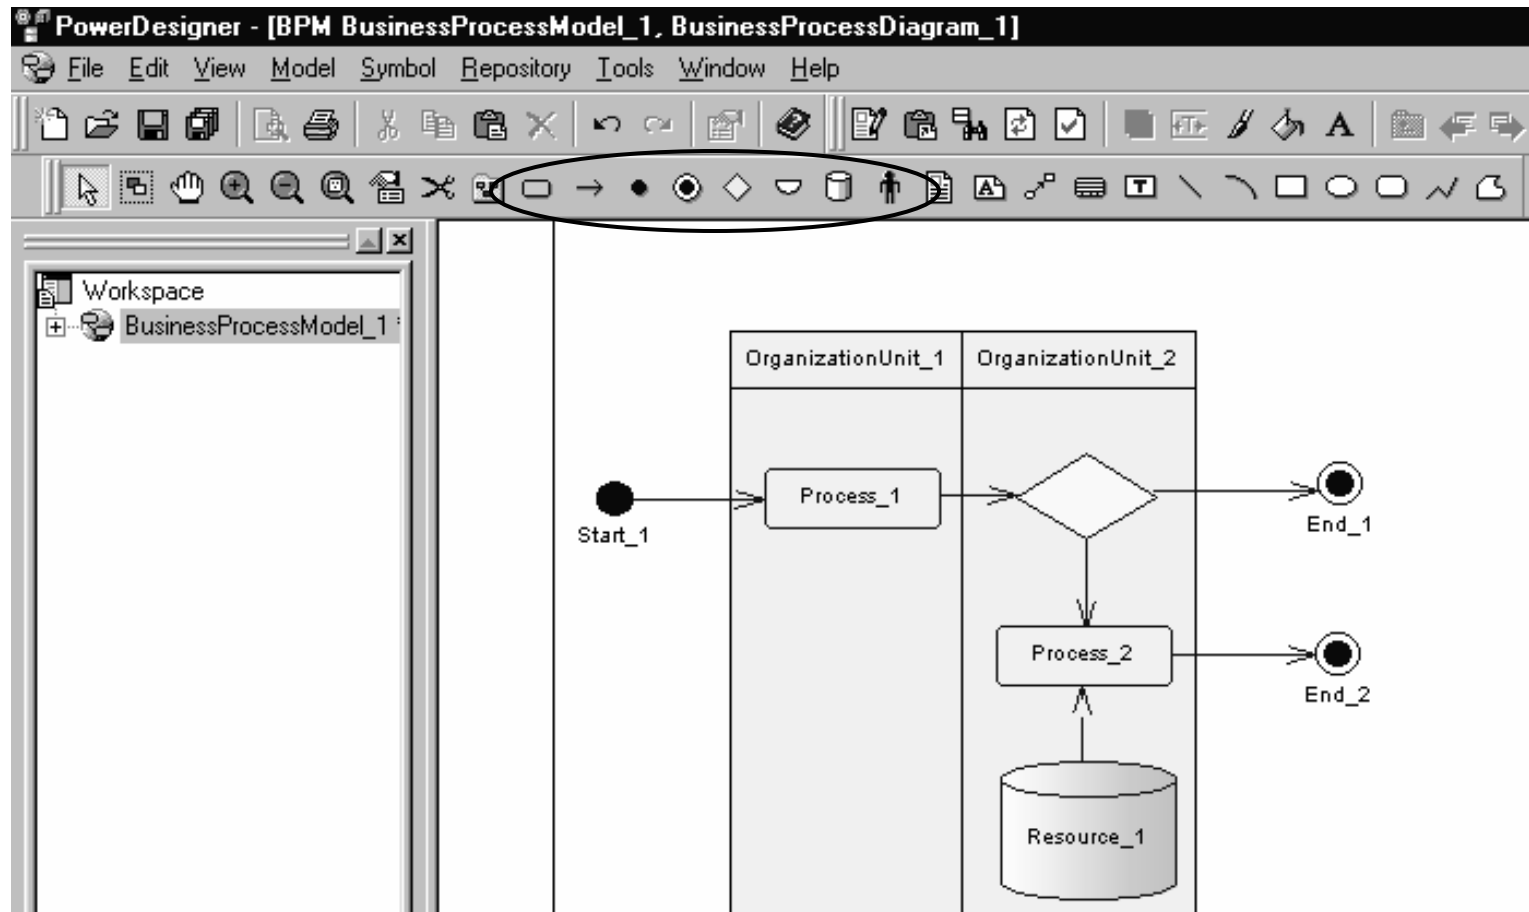 PowerDesigner - [BPM BusinessProcessModel_1, BusinessProcessDiagram_1]
File Edit View Model Symbol Repository Tools Window Help
A
A T
Workspace
BusinessProcessModel_1 *
OrganizationUnit_1 OrganizationUnit_2
Process_1
Start_1
End_1
Process_2
End_2
Resource_1